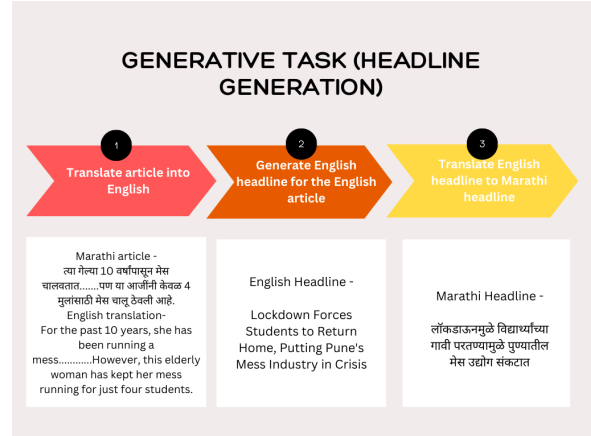 GENERATIVE TASK (HEADLINE
GENERATION)
1
Translate article into
English
2
Generate English
headline for the English
article
3
Translate English
headline to Marathi
headline
Marathi article -
त्या गेल्या 10 वर्षांपासून मेस
चालवतात.......पण या आजींनी केवळ 4
मुलांसाठी मेस चालू ठेवली आहे.
English translation-
For the past 10 years, she has
been running a
mess............However, this elderly
woman has kept her mess
running for just four students.
English Headline -
Lockdown Forces
Students to Return
Home, Putting Pune's
Mess Industry in Crisis
Marathi Headline -
लॉकडाऊनमुळे विद्यार्थ्यांच्या
गावी परतण्यामुळे पुण्यातील
मेस उद्योग संकटात